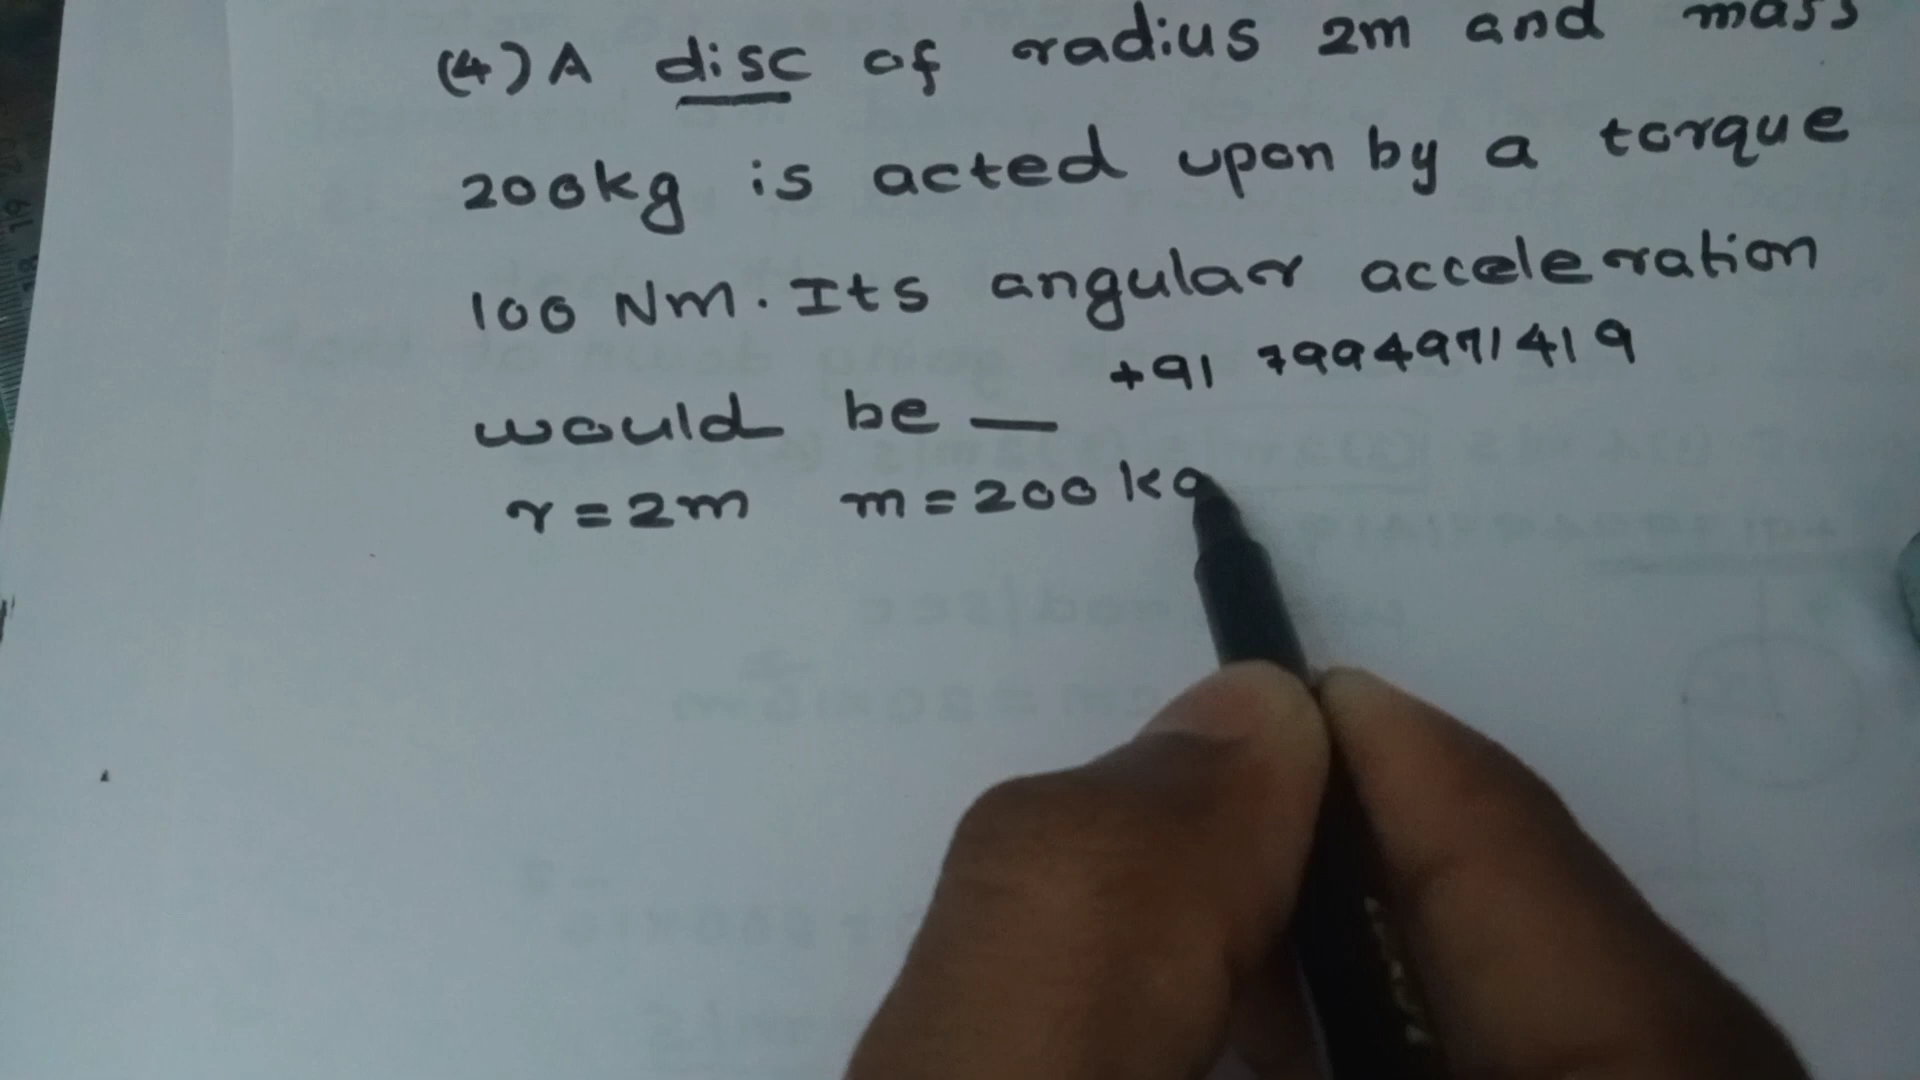 (4) A disc of radius 2m and mass
200kg is acted upon by a torque
100 Nm. Its angular acceleration
would be — +91 7994971419
r = 2m m = 200 kg